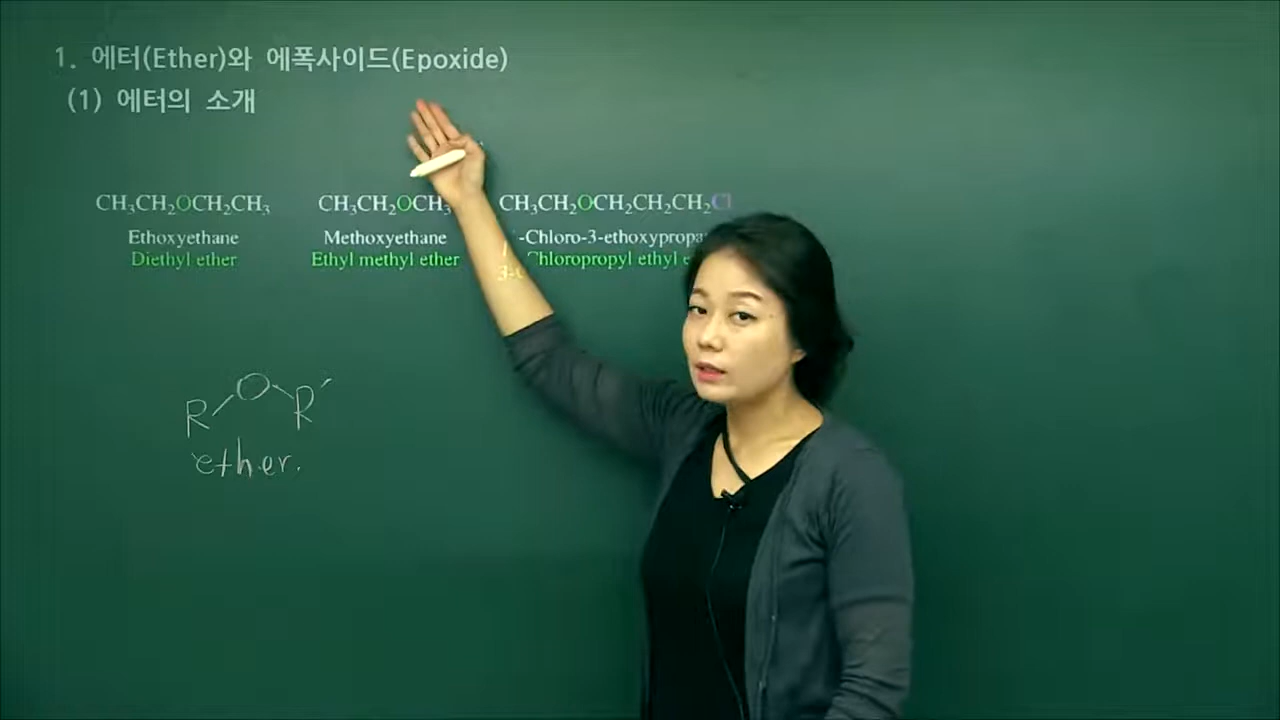 1. 에터(Ether)와 에폭사이드(Epoxide)
(1) 에터의 소개
CH₃CH₂OCH₂CH₃ CH₃CH₂OCH₃ CH₃CH₂OCH₂CH₂CH₂Cl
Ethoxyethane Methoxyethane -Chloro-3-ethoxypropa
Diethyl ether Ethyl methyl ether Chloropropyl ethyl e
R O R′
ether.